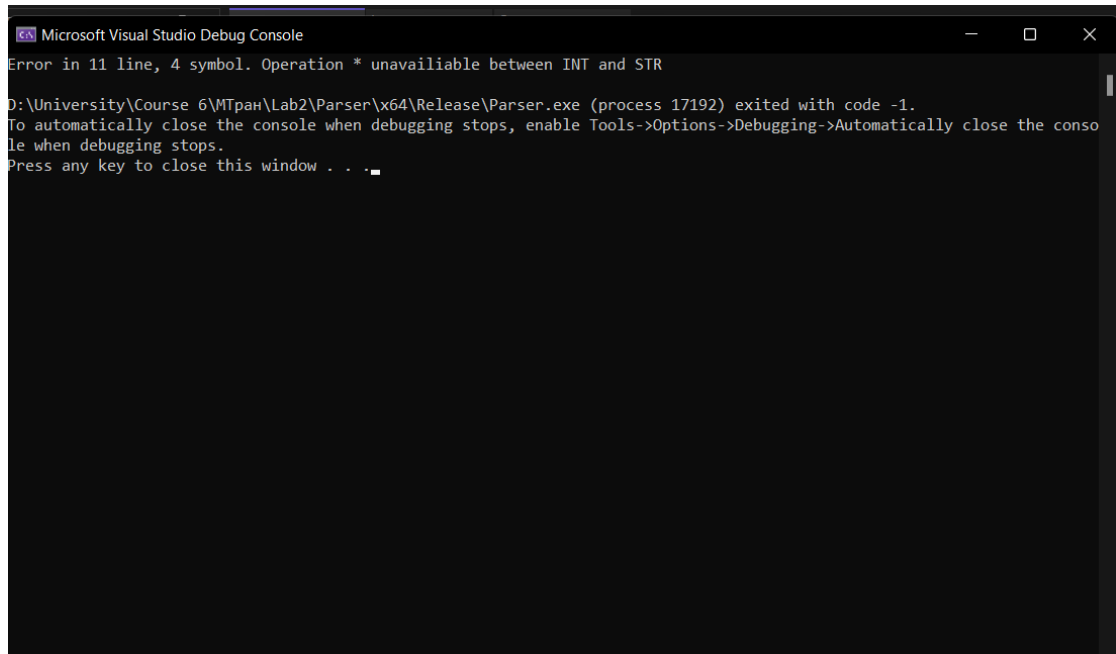 Microsoft Visual Studio Debug Console
Error in 11 line, 4 symbol. Operation * unavailiable between INT and STR
D:\University\Course 6\МТран\Lab2\Parser\x64\Release\Parser.exe (process 17192) exited with code -1.
To automatically close the console when debugging stops, enable Tools->Options->Debugging->Automatically close the conso
le when debugging stops.
Press any key to close this window . . .